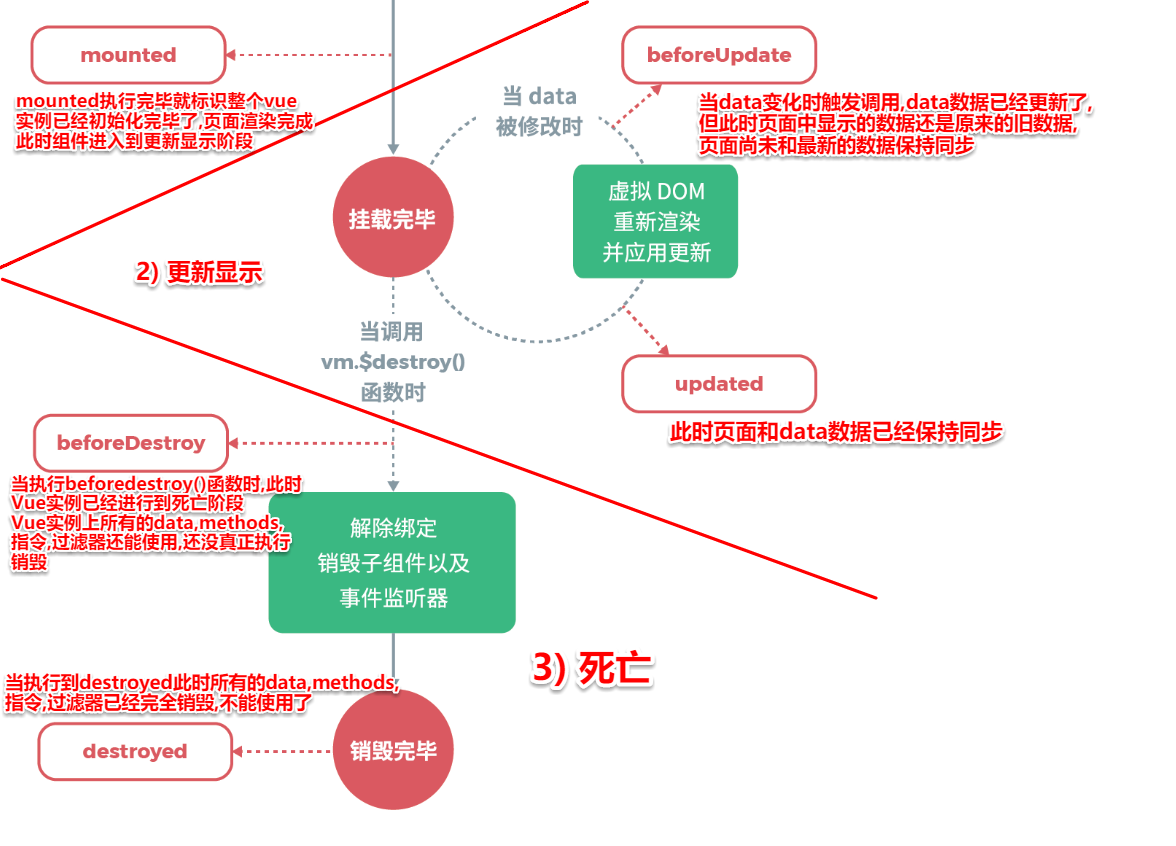 mounted
mounted执行完毕就标识整个vue
实例已经初始化完毕了,页面渲染完成
此时组件进入到更新显示阶段
当 data
被修改时
beforeUpdate
当data变化时触发调用,data数据已经更新了,
但此时页面中显示的数据还是原来的旧数据,
页面尚未和最新的数据保持同步
挂载完毕
虚拟 DOM
重新渲染
并应用更新
2) 更新显示
当调用
vm.$destroy()
函数时
updated
此时页面和data数据已经保持同步
beforeDestroy
当执行beforedestroy()函数时,此时
Vue实例已经进行到死亡阶段
Vue实例上所有的data,methods,
指令,过滤器还能使用,还没真正执行
销毁
解除绑定
销毁子组件以及
事件监听器
3) 死亡
当执行到destroyed此时所有的data,methods,
指令,过滤器已经完全销毁,不能使用了
destroyed
销毁完毕